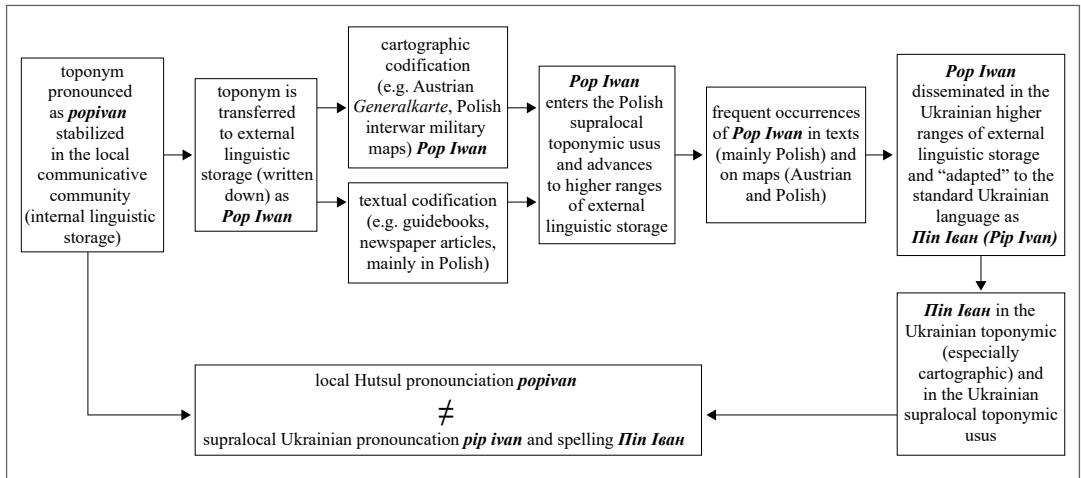 toponym
pronounced
as popivan
stabilized
in the local
communicative
community
(internal linguistic
storage)
toponym is
transferred
to external
linguistic
storage (written
down) as
Pop Iwan
cartographic
codification
(e.g. Austrian
Generalkarte, Polish
interwar military
maps) Pop Iwan
textual codification
(e.g. guidebooks,
newspaper articles,
mainly in Polish)
Pop Iwan
enters the Polish
supralocal
toponymic usus
and advances
to higher ranges
of external
linguistic storage
frequent occurrences
of Pop Iwan in texts
(mainly Polish) and
on maps (Austrian
and Polish)
Pop Iwan
disseminated in the
Ukrainian higher
ranges of external
linguistic storage
and “adapted” to the
standard Ukrainian
language as
Піп Іван (Pip Ivan)
Піп Іван in the
Ukrainian toponymic
(especially
cartographic) and
in the Ukrainian
supralocal toponymic
usus
local Hutsul pronounciation popivan
≠
supralocal Ukrainian pronouncation pip ivan and spelling Піп Іван